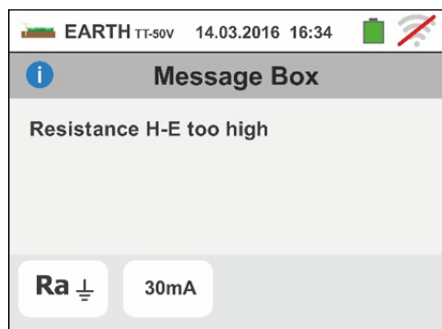 EARTH TT-50V 14.03.2016 16:34
i Message Box
Resistance H-E too high
Ra 30mA